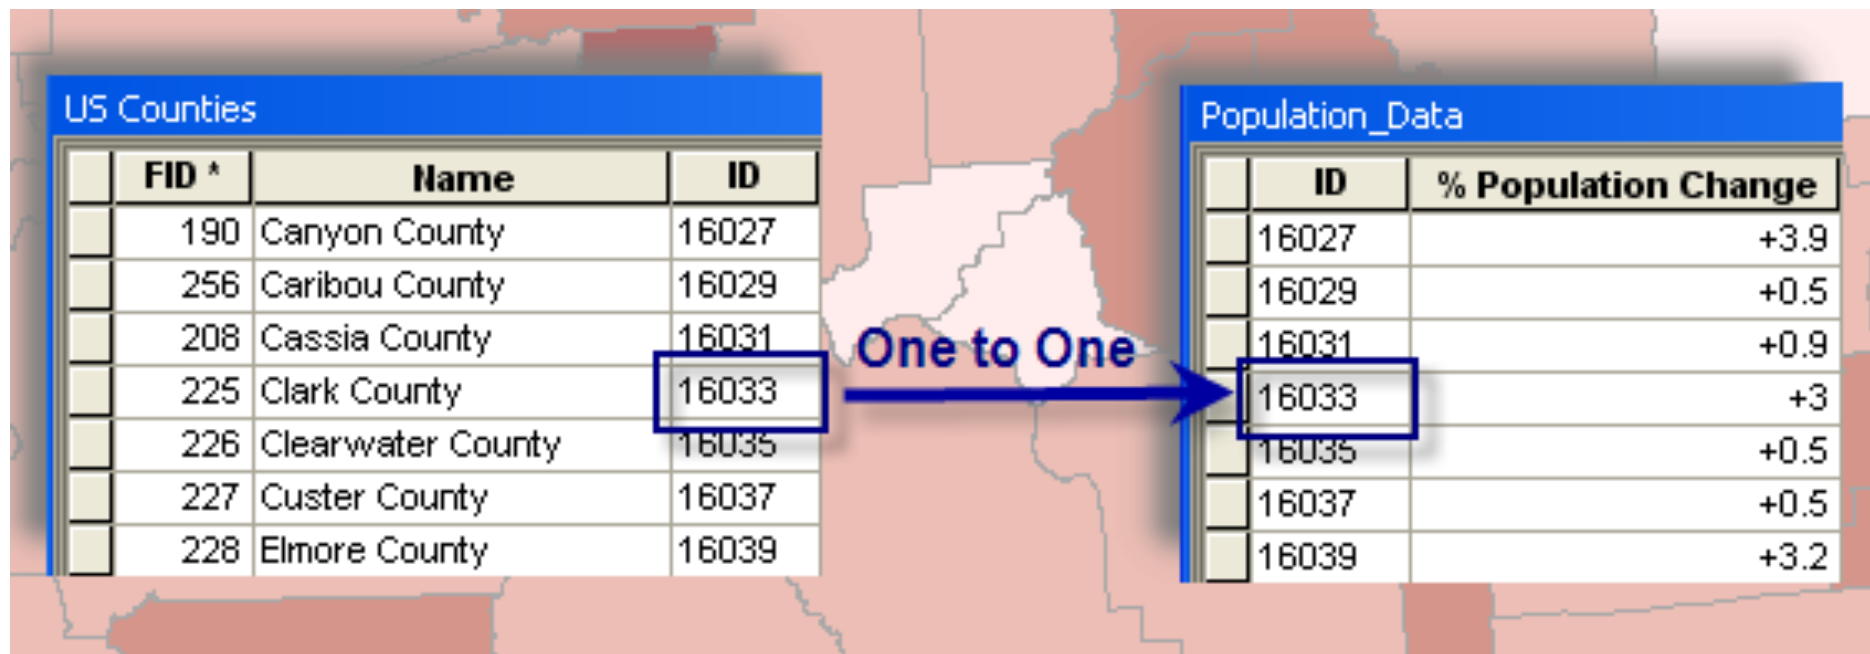 US Counties
FID * Name ID
190 Canyon County 16027
256 Caribou County 16029
208 Cassia County 16031
225 Clark County 16033
226 Clearwater County 16035
227 Custer County 16037
228 Elmore County 16039
One to One
Population_Data
ID % Population Change
16027 +3.9
16029 +0.5
16031 +0.9
16033 +3
16035 +0.5
16037 +0.5
16039 +3.2